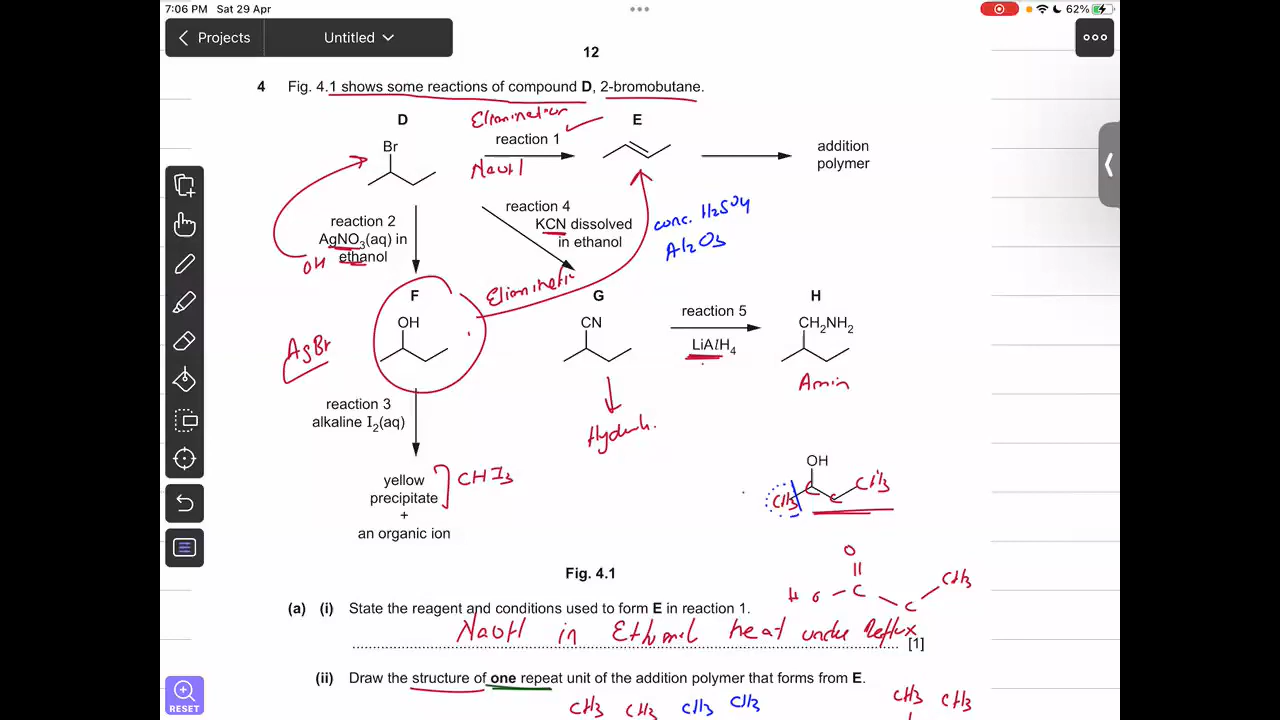 7:06 PM Sat 29 Apr
62%
Projects
Untitled
12
4 Fig. 4.1 shows some reactions of compound D, 2-bromobutane.
Elimination
D
reaction 1
E
Br
NaOH
addition
polymer
reaction 2
AgNO₃(aq) in
ethanol
OH
reaction 4
KCN dissolved
in ethanol
conc. H₂SO₄
Al₂O₃
F
G
H
OH
CN
reaction 5
LiAlH₄
CH₂NH₂
AgBr
Amin
reaction 3
alkaline I₂(aq)
yellow
precipitate
+
an organic ion
CHI₃
OH
CH₃ C C CH₃
Fig. 4.1
O
H O C C CH₃
(a) (i) State the reagent and conditions used to form E in reaction 1.
NaOH in Ethanol heat under Reflux
[1]
(ii) Draw the structure of one repeat unit of the addition polymer that forms from E.
CH₃ CH₃ CH₃ CH₃
CH₃ CH₃
RESET